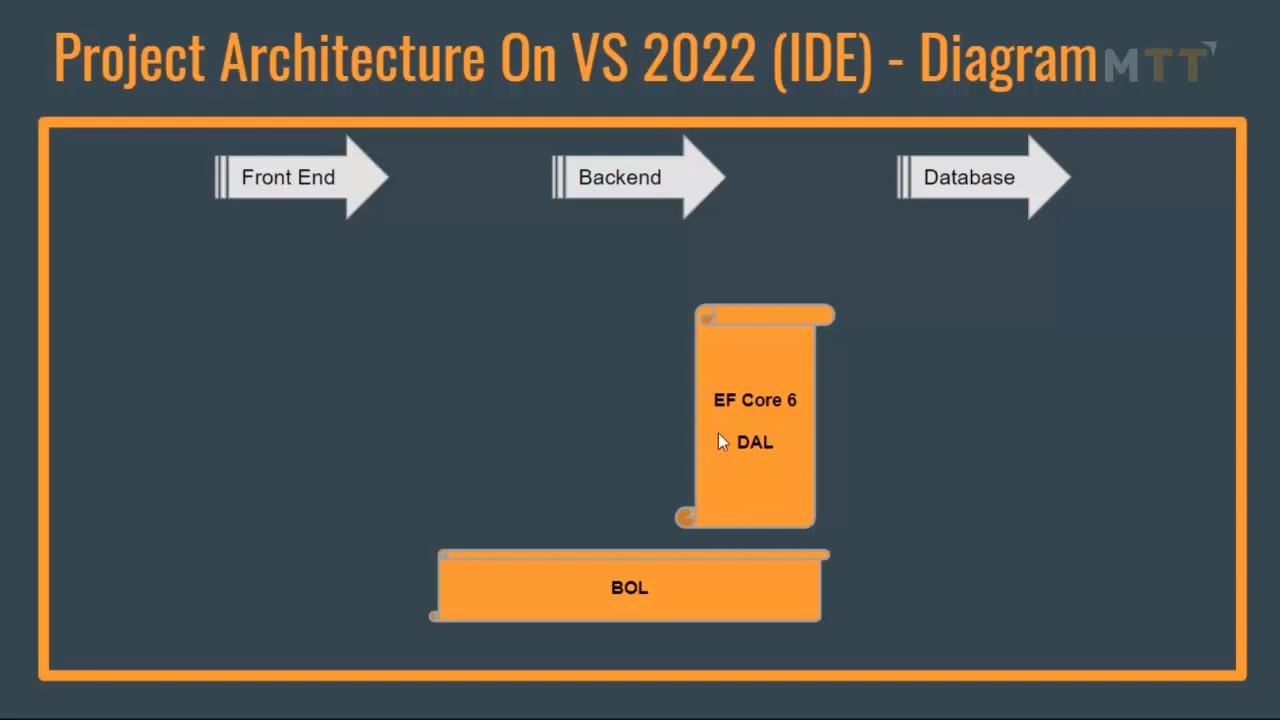 Project Architecture On VS 2022 (IDE) - Diagram
MTT
Front End
Backend
Database
EF Core 6
DAL
BOL